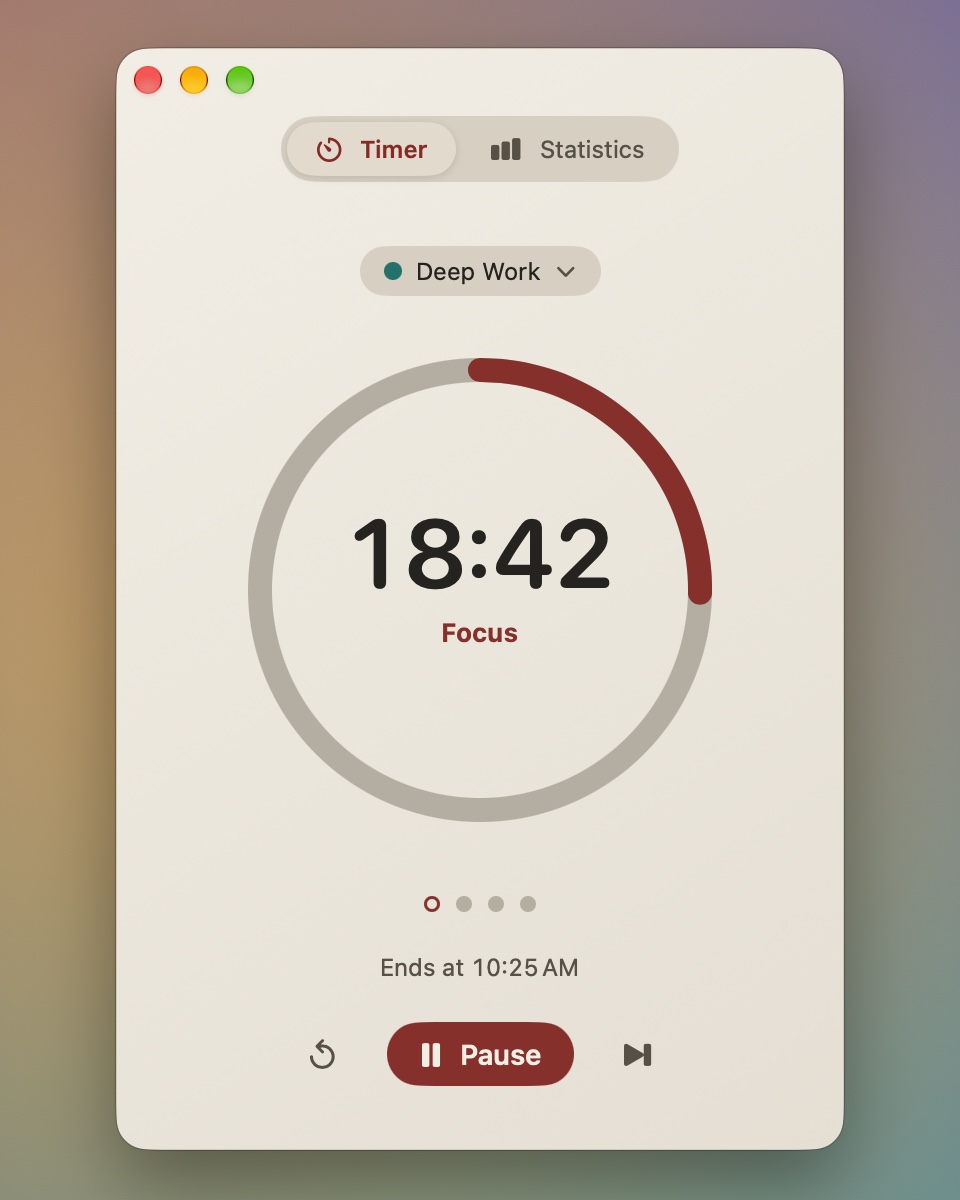 Timer Statistics
Deep Work
18:42
Focus
Ends at 10:25 AM
Pause